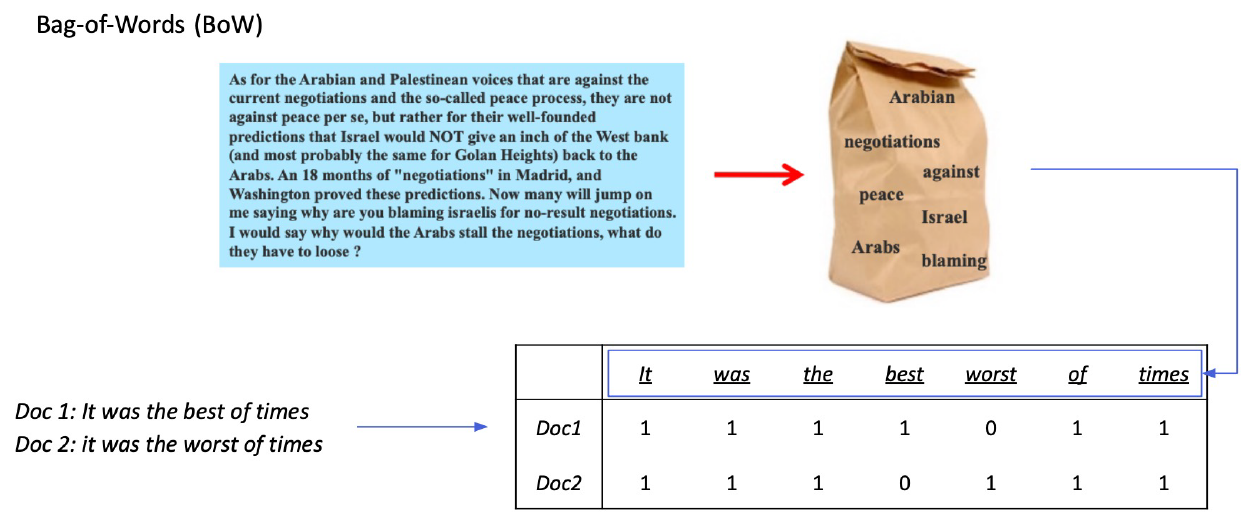 Bag-of-Words (BoW)
As for the Arabian and Palestinean voices that are against the
current negotiations and the so-called peace process, they are not
against peace per se, but rather for their well-founded
predictions that Israel would NOT give an inch of the West bank
(and most probably the same for Golan Heights) back to the
Arabs. An 18 months of "negotiations" in Madrid, and
Washington proved these predictions. Now many will jump on
me saying why are you blaming israelis for no-result negotiations.
I would say why would the Arabs stall the negotiations, what do
they have to loose ?
Arabian
negotiations
against
peace
Israel
Arabs
blaming
Doc 1: It was the best of times
Doc 2: it was the worst of times
It was the best worst of times
Doc1 1 1 1 1 0 1 1
Doc2 1 1 1 0 1 1 1